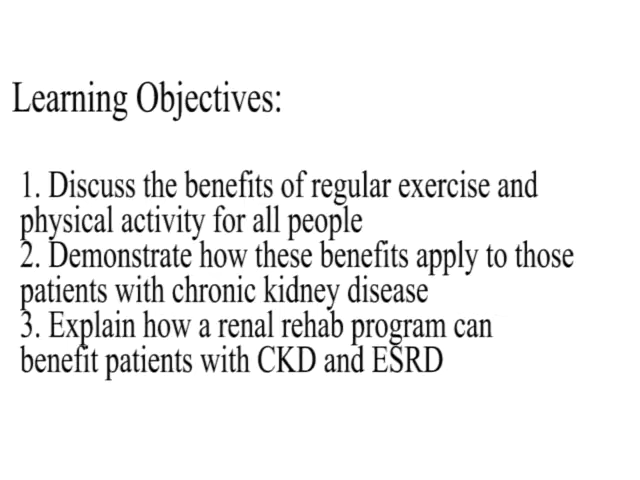 Learning Objectives:
1. Discuss the benefits of regular exercise and
physical activity for all people
2. Demonstrate how these benefits apply to those
patients with chronic kidney disease
3. Explain how a renal rehab program can
benefit patients with CKD and ESRD